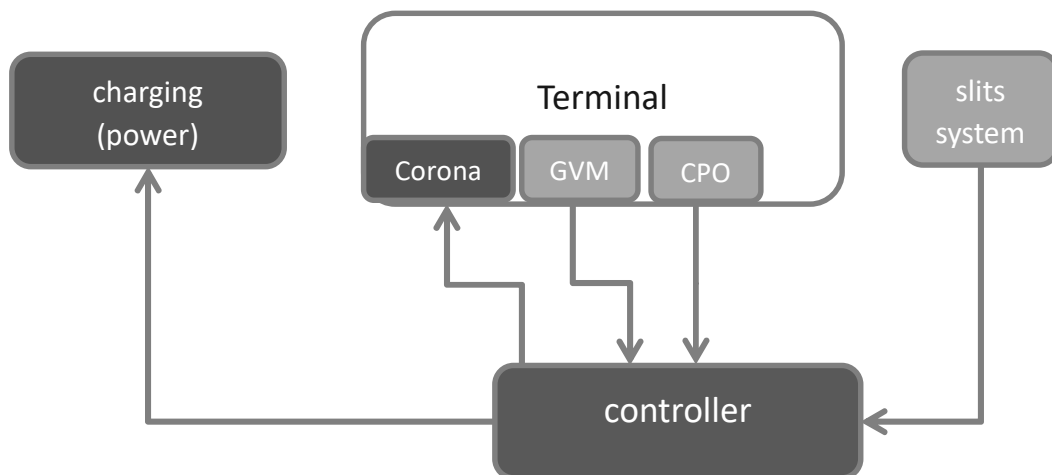 charging
(power)
Terminal
Corona
GVM
CPO
slits
system
controller